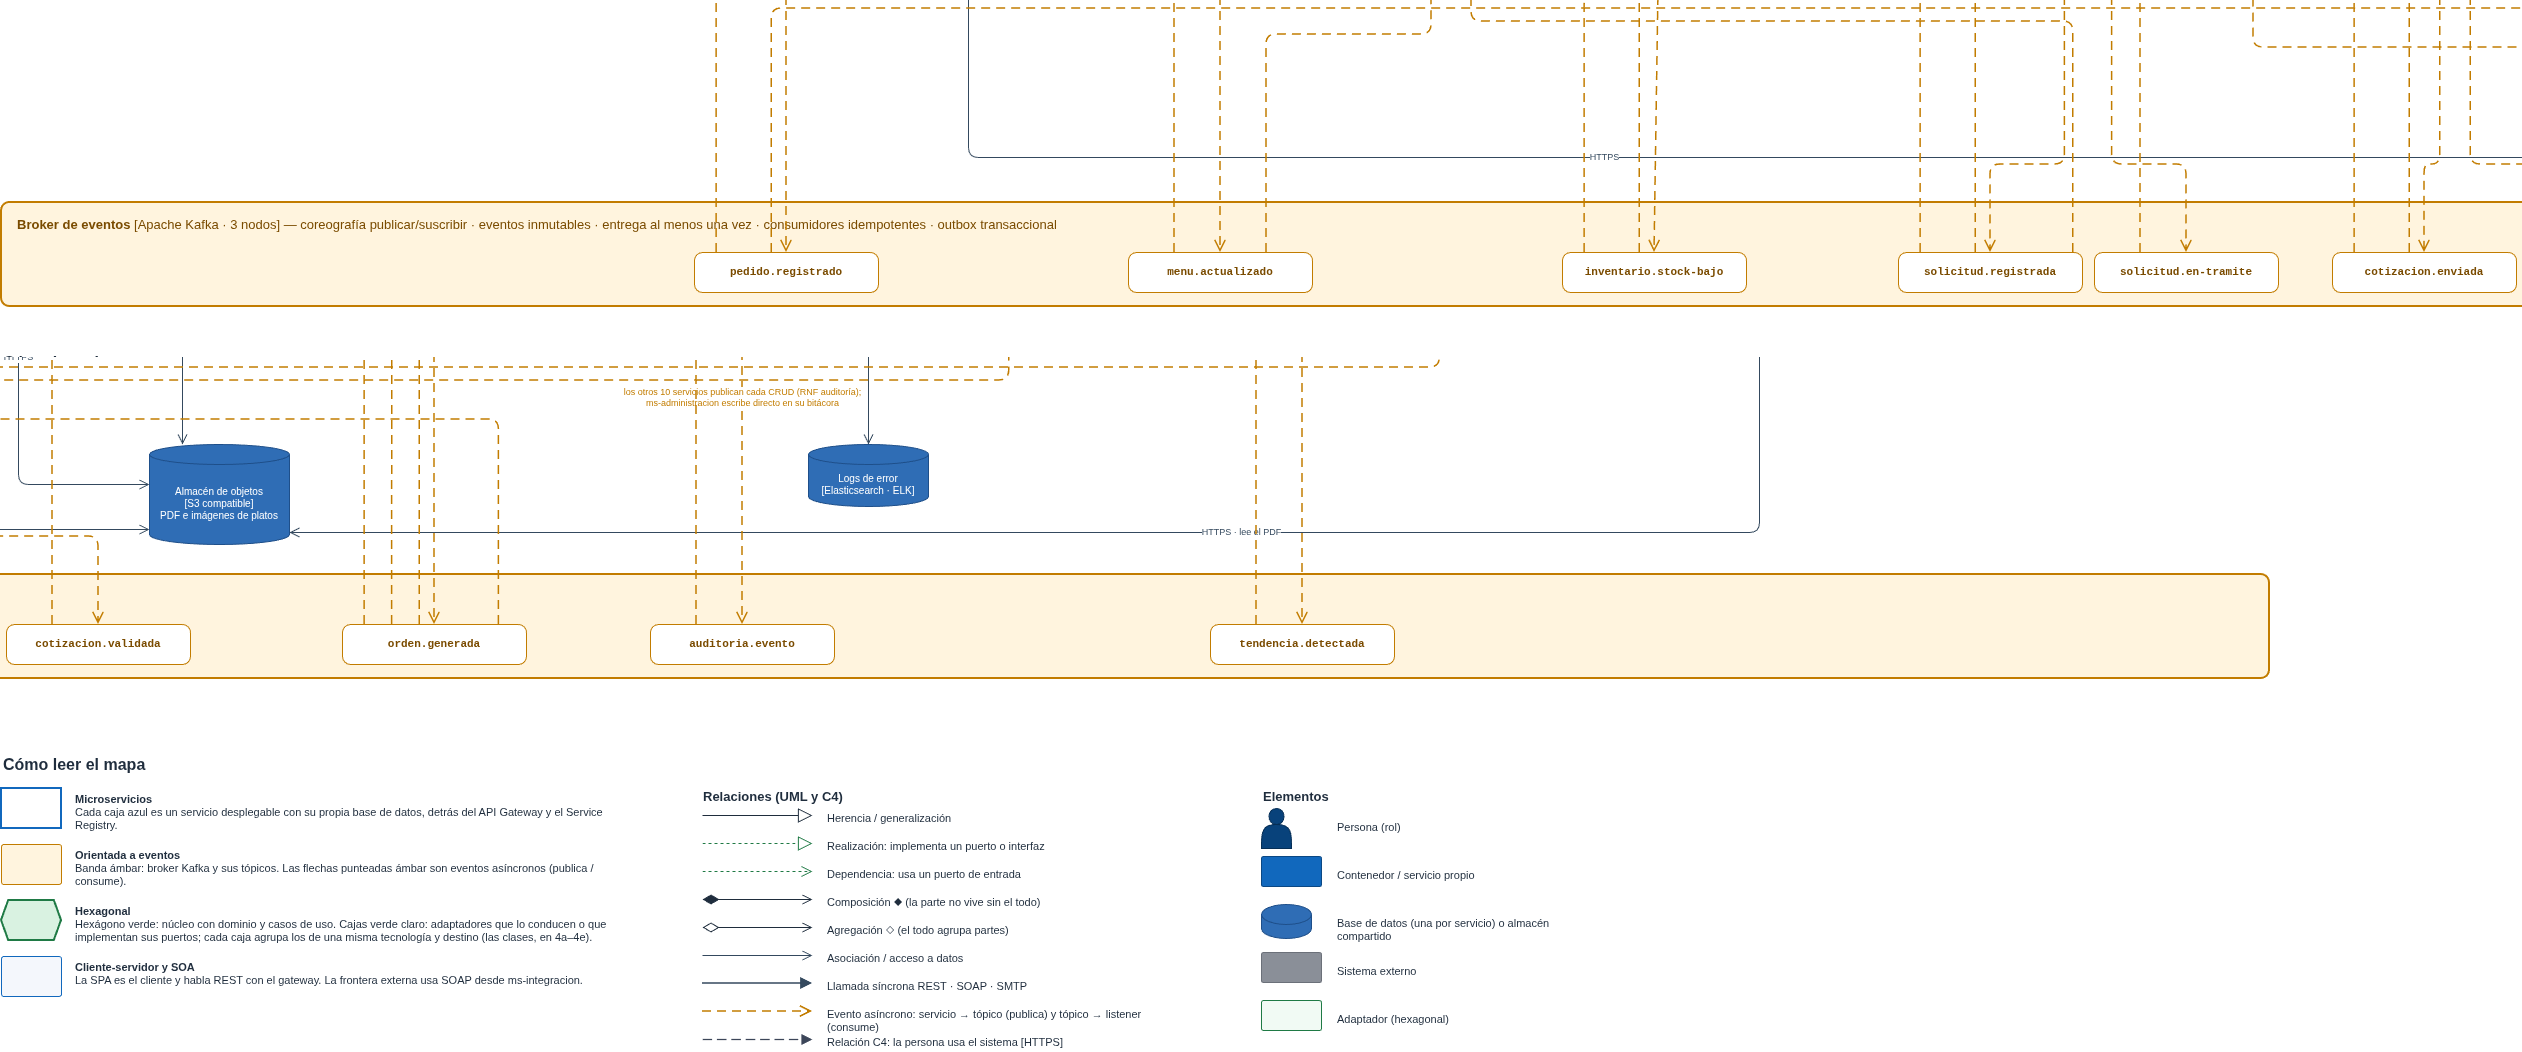 HTTPS
Broker de eventos [Apache Kafka · 3 nodos] — coreografía publicar/suscribir · eventos inmutables · entrega al menos una vez · consumidores idempotentes · outbox transaccional
pedido.registrado
menu.actualizado
inventario.stock-bajo
solicitud.registrada
solicitud.en-tramite
cotizacion.enviada
los otros 10 servicios publican cada CRUD (RNF auditoría);
ms-administracion escribe directo en su bitácora
Almacén de objetos
[S3 compatible]
PDF e imágenes de platos
Logs de error
[Elasticsearch · ELK]
HTTPS · lee el PDF
cotizacion.validada
orden.generada
auditoria.evento
tendencia.detectada
Cómo leer el mapa
Microservicios
Cada caja azul es un servicio desplegable con su propia base de datos, detrás del API Gateway y el Service
Registry.
Orientada a eventos
Banda ámbar: broker Kafka y sus tópicos. Las flechas punteadas ámbar son eventos asíncronos (publica /
consume).
Hexagonal
Hexágono verde: núcleo con dominio y casos de uso. Cajas verde claro: adaptadores que lo conducen o que
implementan sus puertos; cada caja agrupa los de una misma tecnología y destino (las clases, en 4a–4e).
Cliente-servidor y SOA
La SPA es el cliente y habla REST con el gateway. La frontera externa usa SOAP desde ms-integracion.
Relaciones (UML y C4)
Herencia / generalización
Realización: implementa un puerto o interfaz
Dependencia: usa un puerto de entrada
Composición ◆ (la parte no vive sin el todo)
Agregación ◇ (el todo agrupa partes)
Asociación / acceso a datos
Llamada síncrona REST · SOAP · SMTP
Evento asíncrono: servicio → tópico (publica) y tópico → listener
(consume)
Relación C4: la persona usa el sistema [HTTPS]
Elementos
Persona (rol)
Contenedor / servicio propio
Base de datos (una por servicio) o almacén
compartido
Sistema externo
Adaptador (hexagonal)